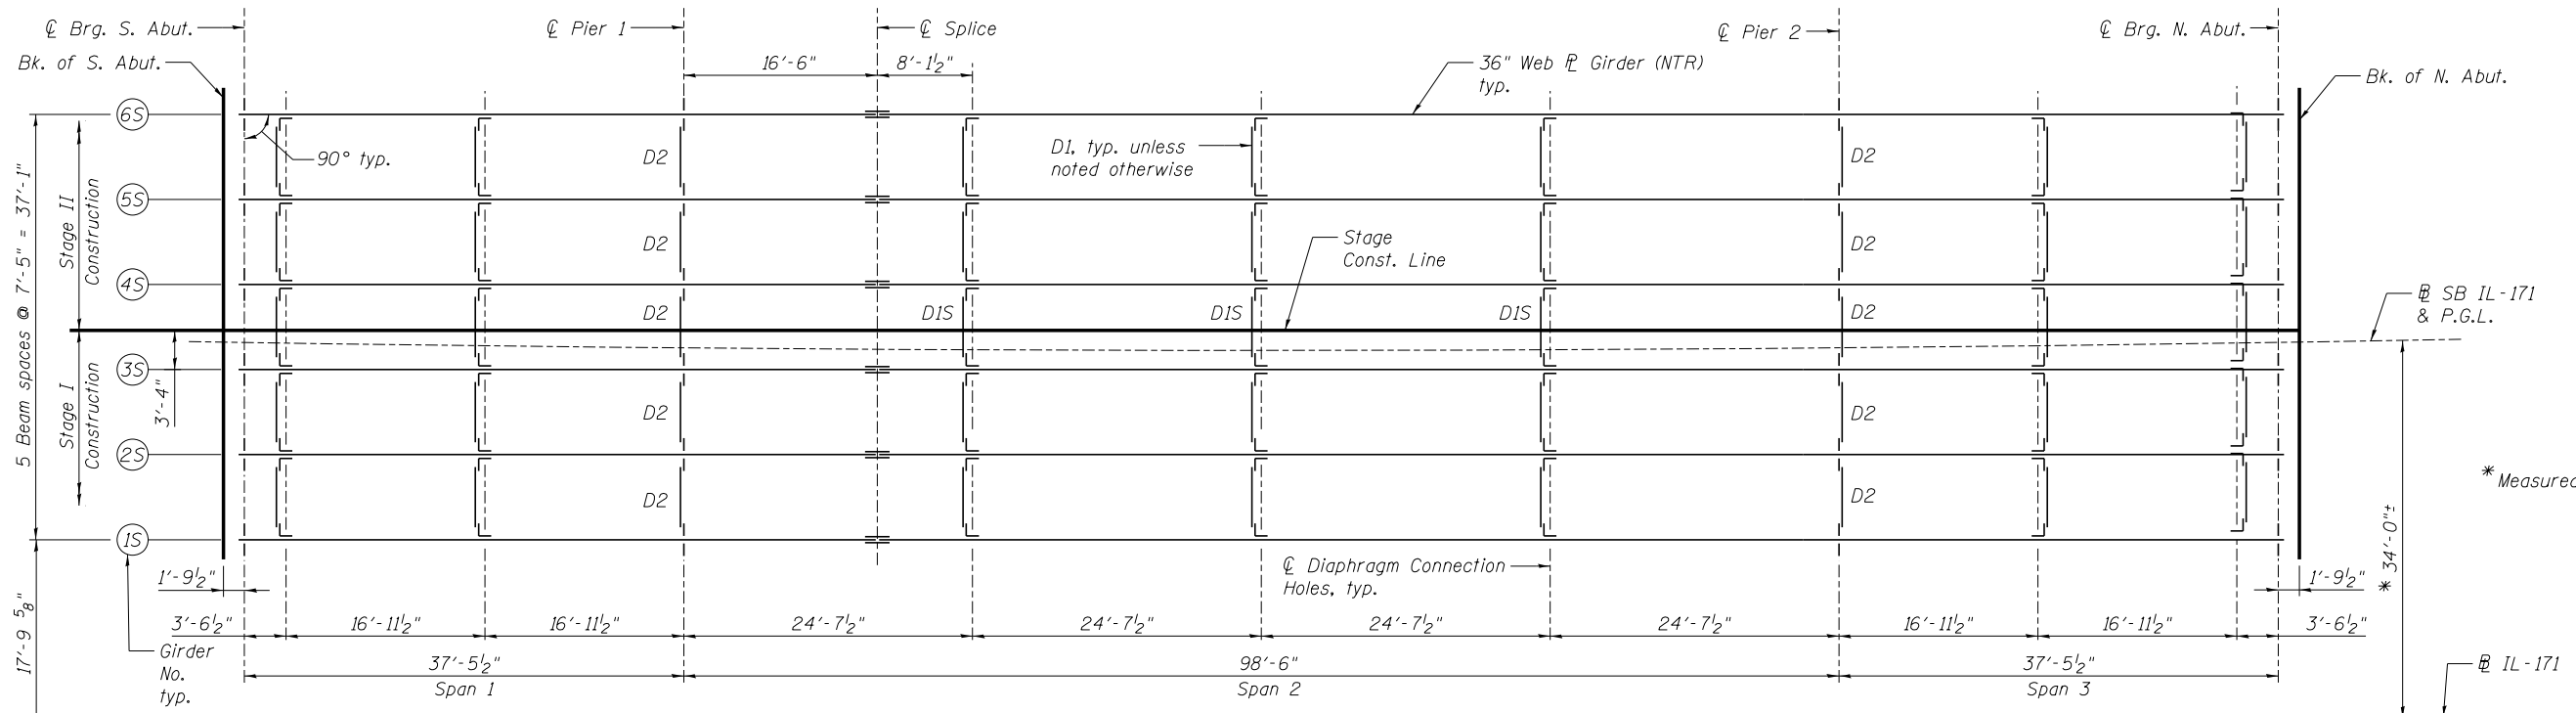 ℄ Brg. S. Abut.
℄ Pier 1
℄ Splice
℄ Pier 2
℄ Brg. N. Abut.
Bk. of S. Abut.
16'-6"
8'-1½"
36" Web ⅊ Girder (NTR)
typ.
Bk. of N. Abut.
6S
5S
4S
3S
2S
1S
90° typ.
D2
D2
D2
D2
D2
D1, typ. unless
noted otherwise
D2
D2
D2
D2
D2
Stage
Const. Line
D1S
D1S
D1S
5 Beam spaces @ 7'-5" = 37'-1"
Stage II
Construction
Stage I
Construction
3'-4"
B̶L SB IL-171
& P.G.L.
* Measured
* 34'-0"±
℄ Diaphragm Connection
Holes, typ.
1'-9½"
1'-9½"
17'-9 ⅝"
3'-6½"
16'-11½"
16'-11½"
24'-7½"
24'-7½"
24'-7½"
24'-7½"
16'-11½"
16'-11½"
3'-6½"
Girder
No.
typ.
37'-5½"
98'-6"
37'-5½"
Span 1
Span 2
Span 3
B̶L IL-171